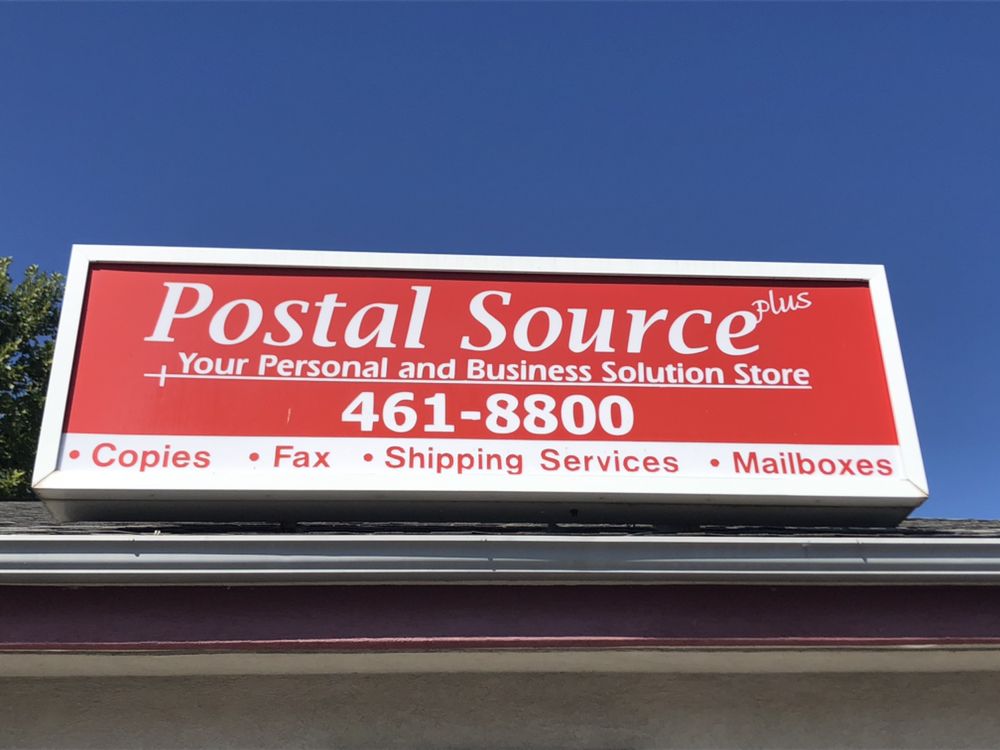 Postal Source plus
Your Personal and Business Solution Store
461-8800
• Copies • Fax • Shipping Services • Mailboxes